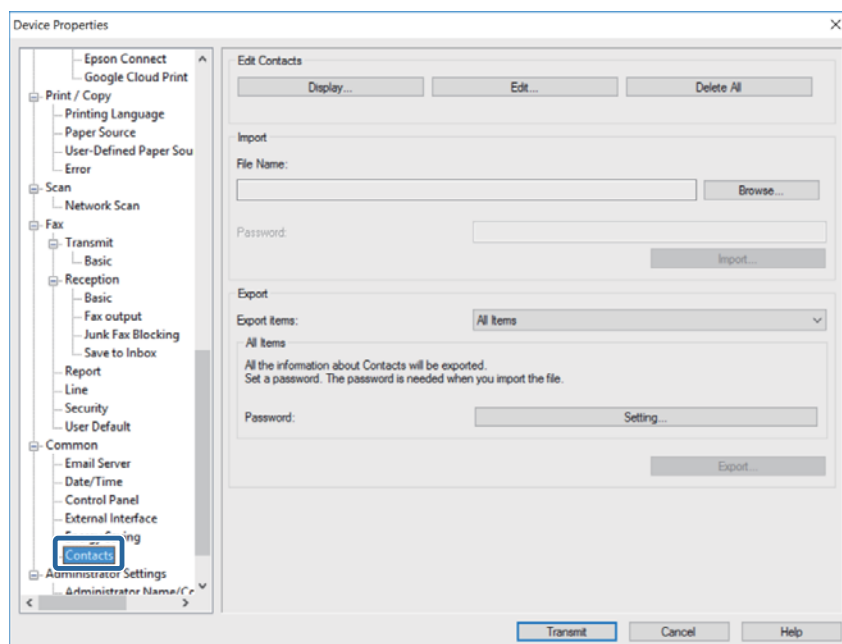 Device Properties
Epson Connect
Google Cloud Print
Print / Copy
Printing Language
Paper Source
User-Defined Paper Sou
Error
Scan
Network Scan
Fax
Transmit
Basic
Reception
Basic
Fax output
Junk Fax Blocking
Save to Inbox
Report
Line
Security
User Default
Common
Email Server
Date/Time
Control Panel
External Interface
Contacts
Administrator Settings
Administrator Name/Cr
Edit Contacts
Display... Edit... Delete All
Import
File Name:
Browse...
Password:
Import...
Export
Export items: All Items
All Items
All the information about Contacts will be exported.
Set a password. The password is needed when you import the file.
Password: Setting...
Export...
Transmit Cancel Help